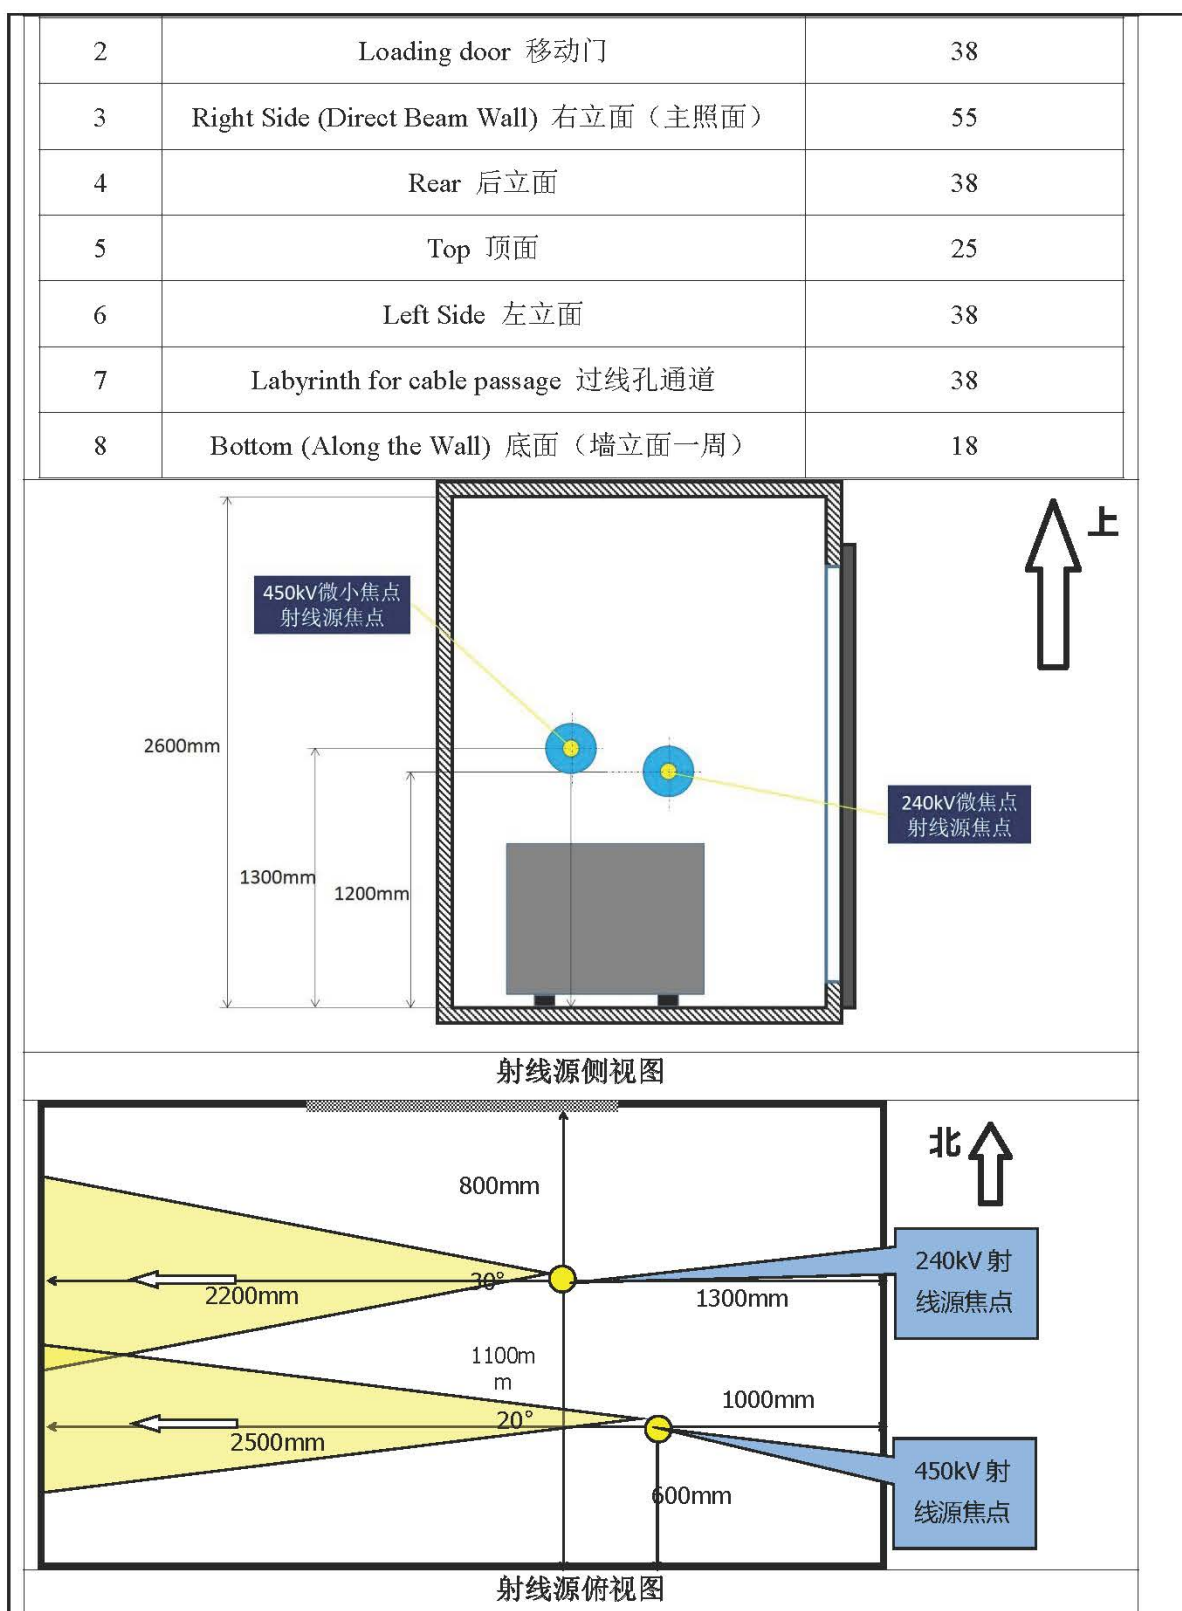 2 Loading door 移动门 38
3 Right Side (Direct Beam Wall) 右立面（主照面） 55
4 Rear 后立面 38
5 Top 顶面 25
6 Left Side 左立面 38
7 Labyrinth for cable passage 过线孔通道 38
8 Bottom (Along the Wall) 底面（墙立面一周） 18
上
450kV微小焦点
射线源焦点
2600mm
240kV微焦点
射线源焦点
1300mm
1200mm
射线源侧视图
北
800mm
240kV 射
线源焦点
30°
2200mm
1300mm
1100m
m
1000mm
20°
2500mm
450kV 射
线源焦点
600mm
射线源俯视图